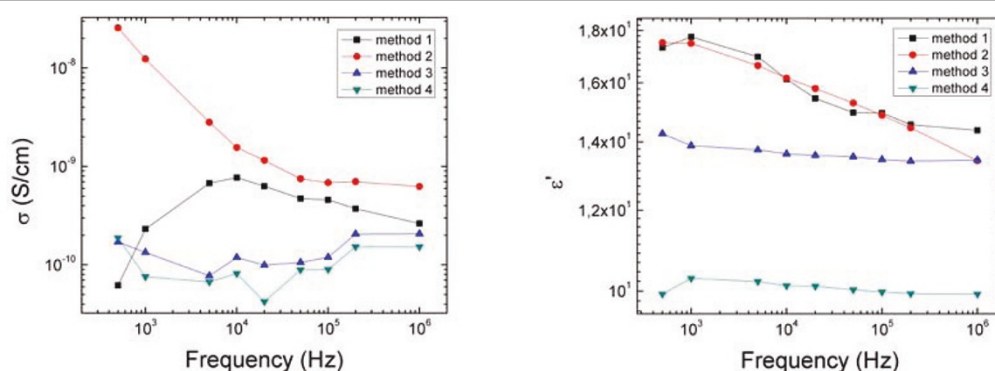 10⁻⁸
10⁻⁹
10⁻¹⁰
σ (S/cm)
method 1
method 2
method 3
method 4
10³
10⁴
10⁵
10⁶
Frequency (Hz)
1,8x10¹
1,6x10¹
1,4x10¹
1,2x10¹
10¹
ε'
method 1
method 2
method 3
method 4
10³
10⁴
10⁵
10⁶
Frequency (Hz)